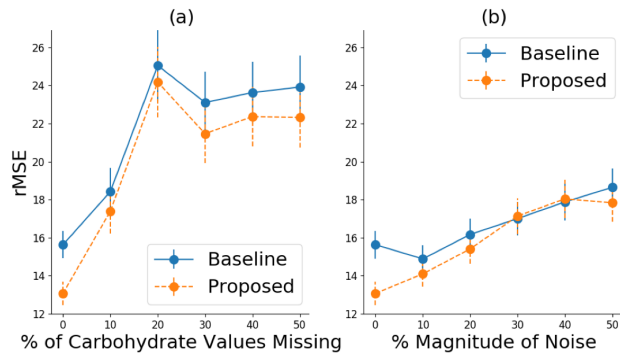 (a)
(b)
rMSE
26
24
22
20
18
16
14
12
Baseline
Proposed
0 10 20 30 40 50
% of Carbohydrate Values Missing
26
24
22
20
18
16
14
12
Baseline
Proposed
0 10 20 30 40 50
% Magnitude of Noise